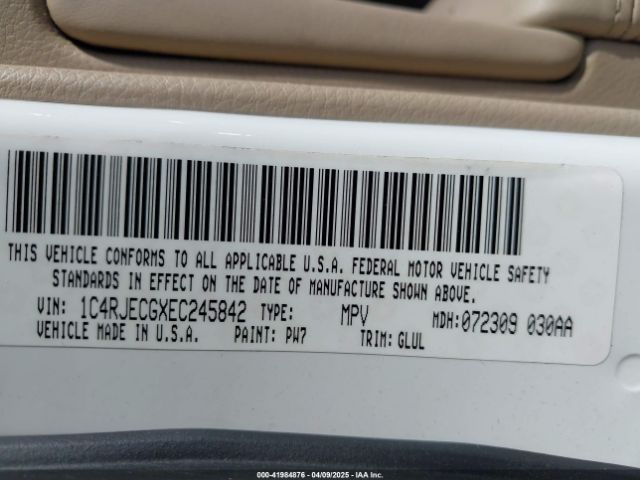 THIS VEHICLE CONFORMS TO ALL APPLICABLE U.S.A. FEDERAL MOTOR VEHICLE SAFETY
STANDARDS IN EFFECT ON THE DATE OF MANUFACTURE SHOWN ABOVE.
VIN: 1C4RJECGXEC245842 TYPE: MPV MDH:072309 030AA
VEHICLE MADE IN U.S.A. PAINT: PW7 TRIM: GLUL
000-41984876 - 04/09/2025 - IAA Inc.